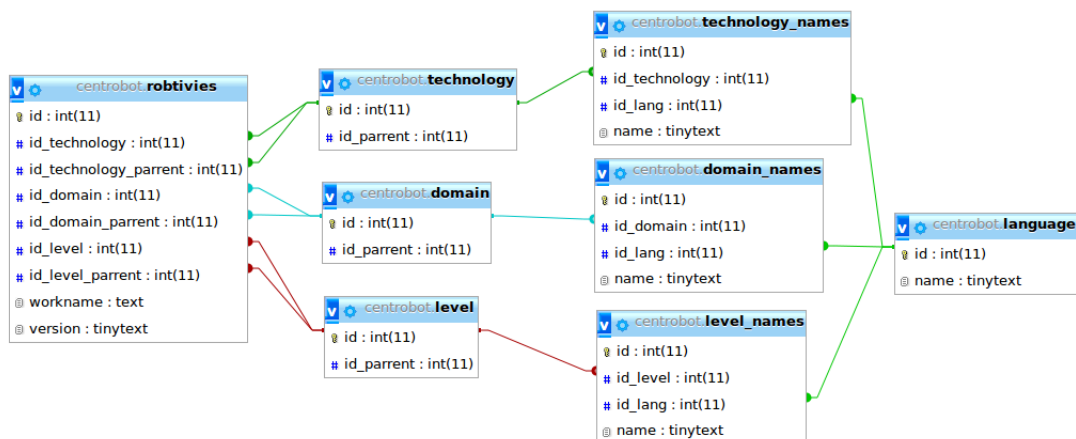 centrobot.robtivies
id : int(11)
id_technology : int(11)
id_technology_parrent : int(11)
id_domain : int(11)
id_domain_parrent : int(11)
id_level : int(11)
id_level_parrent : int(11)
workname : text
version : tinytext
centrobot.technology
id : int(11)
id_parrent : int(11)
centrobot.domain
id : int(11)
id_parrent : int(11)
centrobot.level
id : int(11)
id_parrent : int(11)
centrobot.technology_names
id : int(11)
id_technology : int(11)
id_lang : int(11)
name : tinytext
centrobot.domain_names
id : int(11)
id_domain : int(11)
id_lang : int(11)
name : tinytext
centrobot.level_names
id : int(11)
id_level : int(11)
id_lang : int(11)
name : tinytext
centrobot.language
id : int(11)
name : tinytext